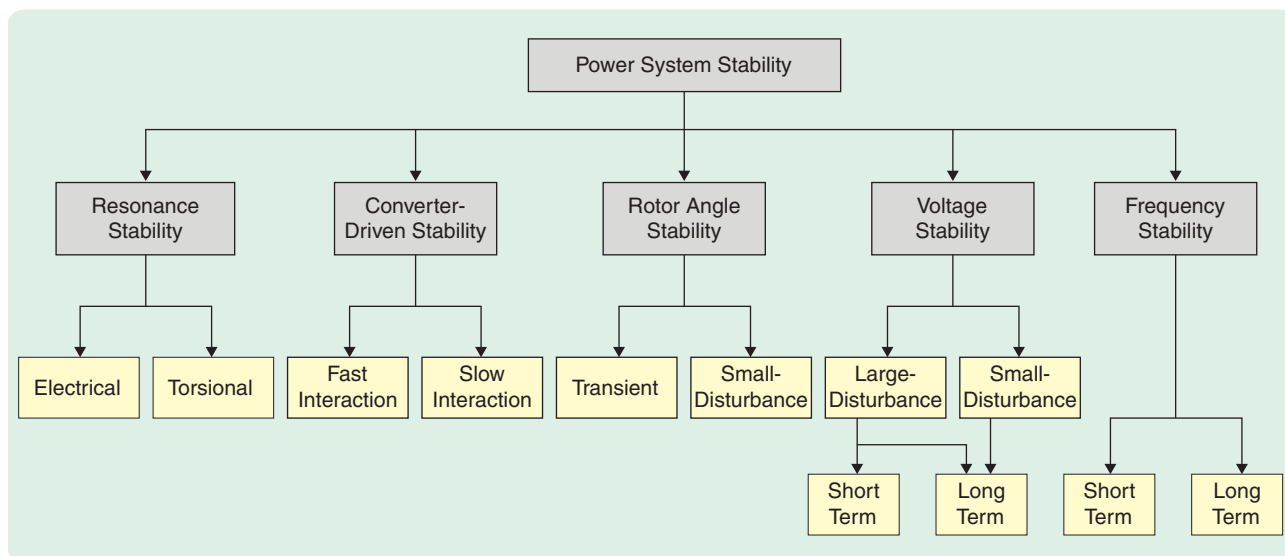 Power System Stability
Resonance
Stability
Converter-
Driven Stability
Rotor Angle
Stability
Voltage
Stability
Frequency
Stability
Electrical
Torsional
Fast
Interaction
Slow
Interaction
Transient
Small-
Disturbance
Large-
Disturbance
Small-
Disturbance
Short
Term
Long
Term
Short
Term
Long
Term